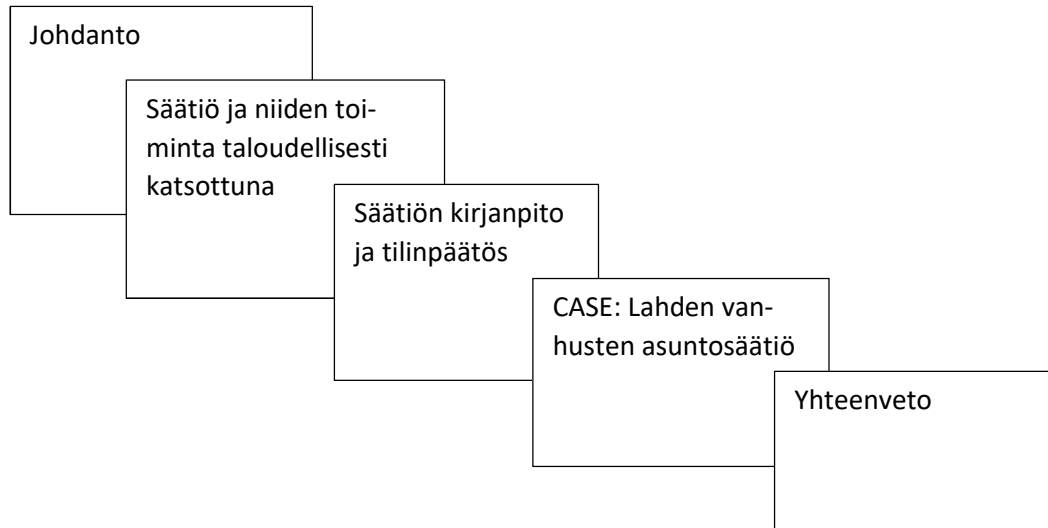 Johdanto
Säätiö ja niiden toi-
minta taloudellisesti
katsottuna
Säätiön kirjanpito
ja tilinpäätös
CASE: Lahden van-
husten asuntosäätiö
Yhteenveto